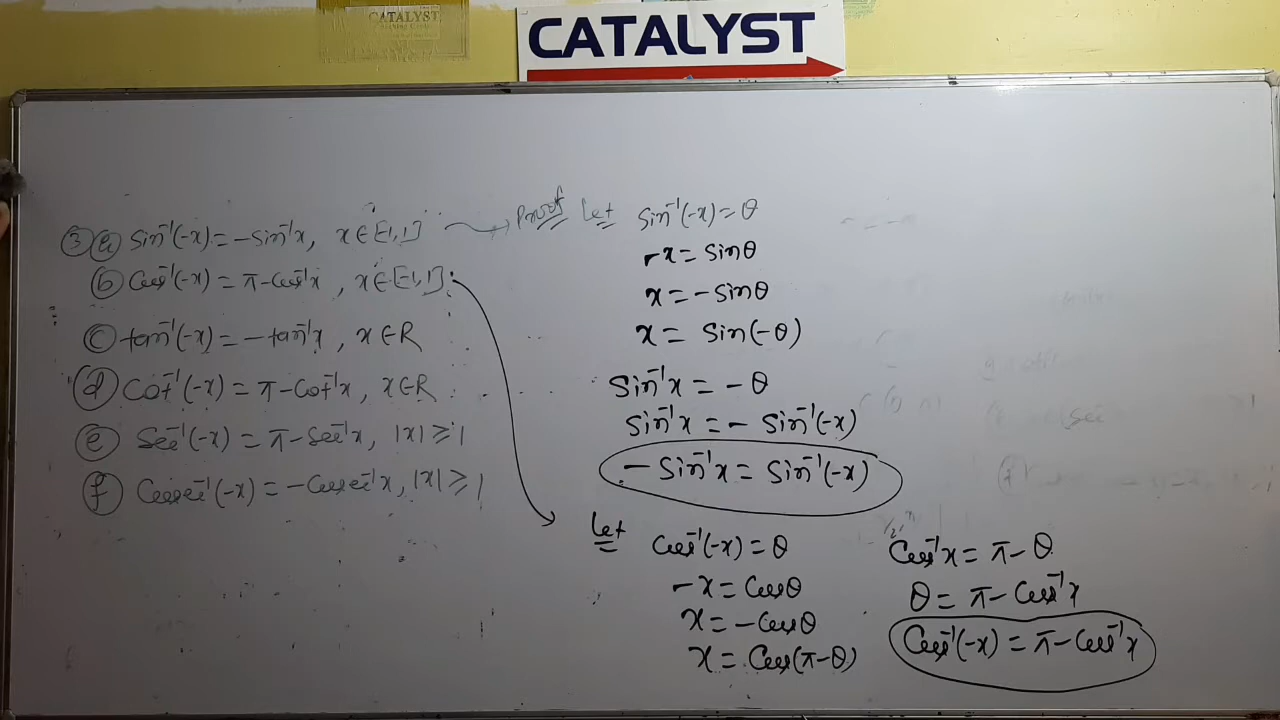 CATALYST
CATALYST
③ⓐ Sin⁻¹(-x) = -Sin⁻¹x, x∈[-1,1]
ⓑ Cos⁻¹(-x) = π-Cos⁻¹x, x∈[-1,1]
ⓒ tan⁻¹(-x) = -tan⁻¹x, x∈R
ⓓ Cot⁻¹(-x) = π-Cot⁻¹x, x∈R
ⓔ Sec⁻¹(-x) = π-Sec⁻¹x, |x|≥1
ⓕ Cosec⁻¹(-x) = -Cosec⁻¹x, |x|≥1
Proof Let Sin⁻¹(-x) = θ
-x = Sinθ
x = -Sinθ
x = Sin(-θ)
Sin⁻¹x = -θ
Sin⁻¹x = - Sin⁻¹(-x)
- Sin⁻¹x = Sin⁻¹(-x)
Let Cos⁻¹(-x) = θ
-x = Cosθ
x = -Cosθ
x = Cos(π-θ)
Cos⁻¹x = π-θ
θ = π-Cos⁻¹x
Cos⁻¹(-x) = π-Cos⁻¹x